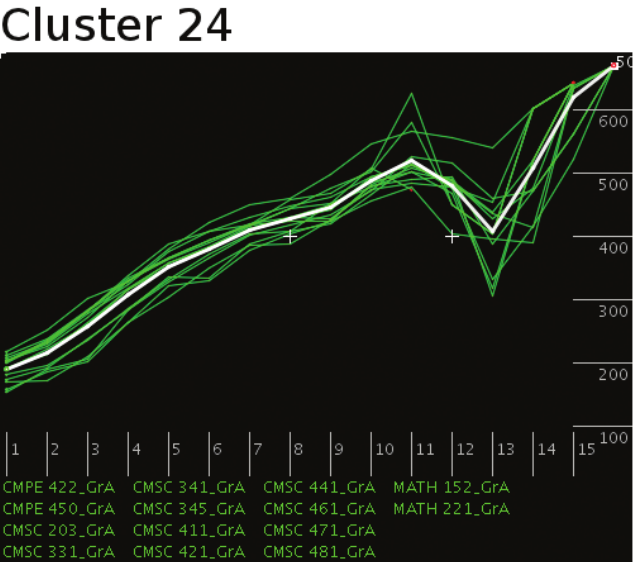 Cluster 24
50
600
500
400
300
200
100
1 2 3 4 5 6 7 8 9 10 11 12 13 14 15
CMPE 422_GrA CMSC 341_GrA CMSC 441_GrA MATH 152_GrA
CMPE 450_GrA CMSC 345_GrA CMSC 461_GrA MATH 221_GrA
CMSC 203_GrA CMSC 411_GrA CMSC 471_GrA
CMSC 331_GrA CMSC 421_GrA CMSC 481_GrA